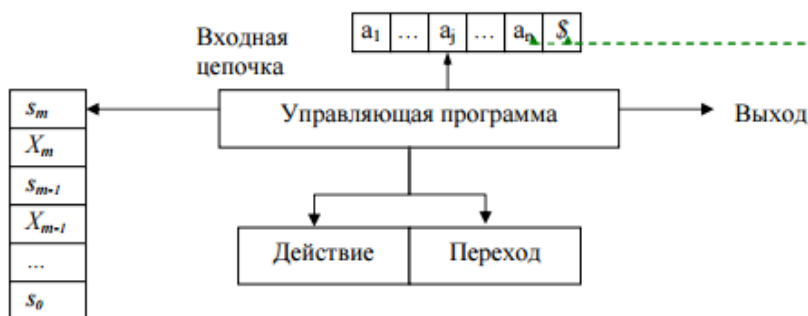 a₁ … aⱼ … aₙ $
Входная
цепочка
Управляющая программа
Выход
sₘ
Xₘ
sₘ₋₁
Xₘ₋₁
...
s₀
Действие Переход